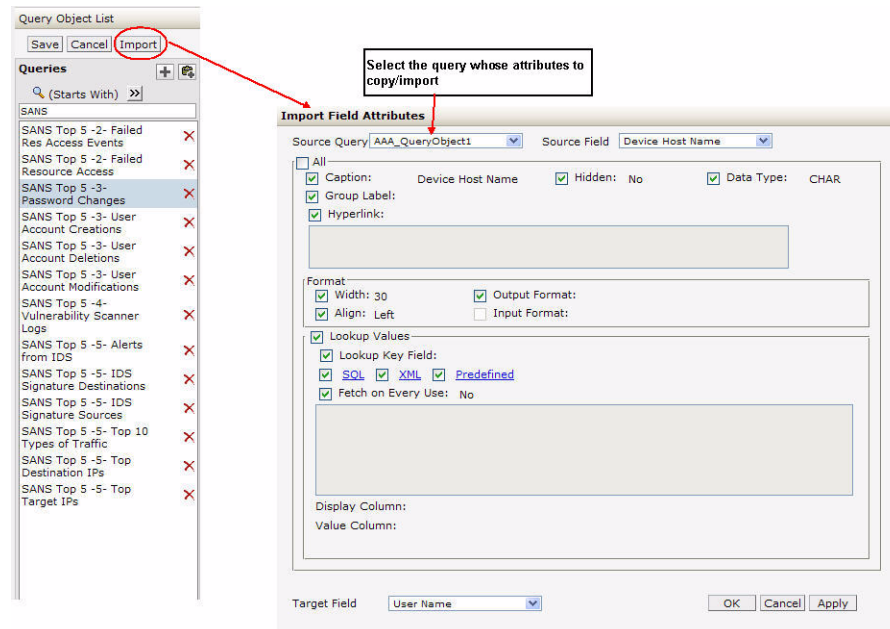 Query Object List
Save Cancel Import
Queries
(Starts With) >>
SANS
SANS Top 5 -2- Failed
Res Access Events
SANS Top 5 -2- Failed
Resource Access
SANS Top 5 -3-
Password Changes
SANS Top 5 -3- User
Account Creations
SANS Top 5 -3- User
Account Deletions
SANS Top 5 -3- User
Account Modifications
SANS Top 5 -4-
Vulnerability Scanner
Logs
SANS Top 5 -5- Alerts
from IDS
SANS Top 5 -5- IDS
Signature Destinations
SANS Top 5 -5- IDS
Signature Sources
SANS Top 5 -5- Top 10
Types of Traffic
SANS Top 5 -5- Top
Destination IPs
SANS Top 5 -5- Top
Target IPs
Select the query whose attributes to
copy/import
Import Field Attributes
Source Query AAA_QueryObject1 Source Field Device Host Name
All
Caption: Device Host Name Hidden: No Data Type: CHAR
Group Label:
Hyperlink:
Format
Width: 30 Output Format:
Align: Left Input Format:
Lookup Values
Lookup Key Field:
SQL XML Predefined
Fetch on Every Use: No
Display Column:
Value Column:
Target Field User Name OK Cancel Apply